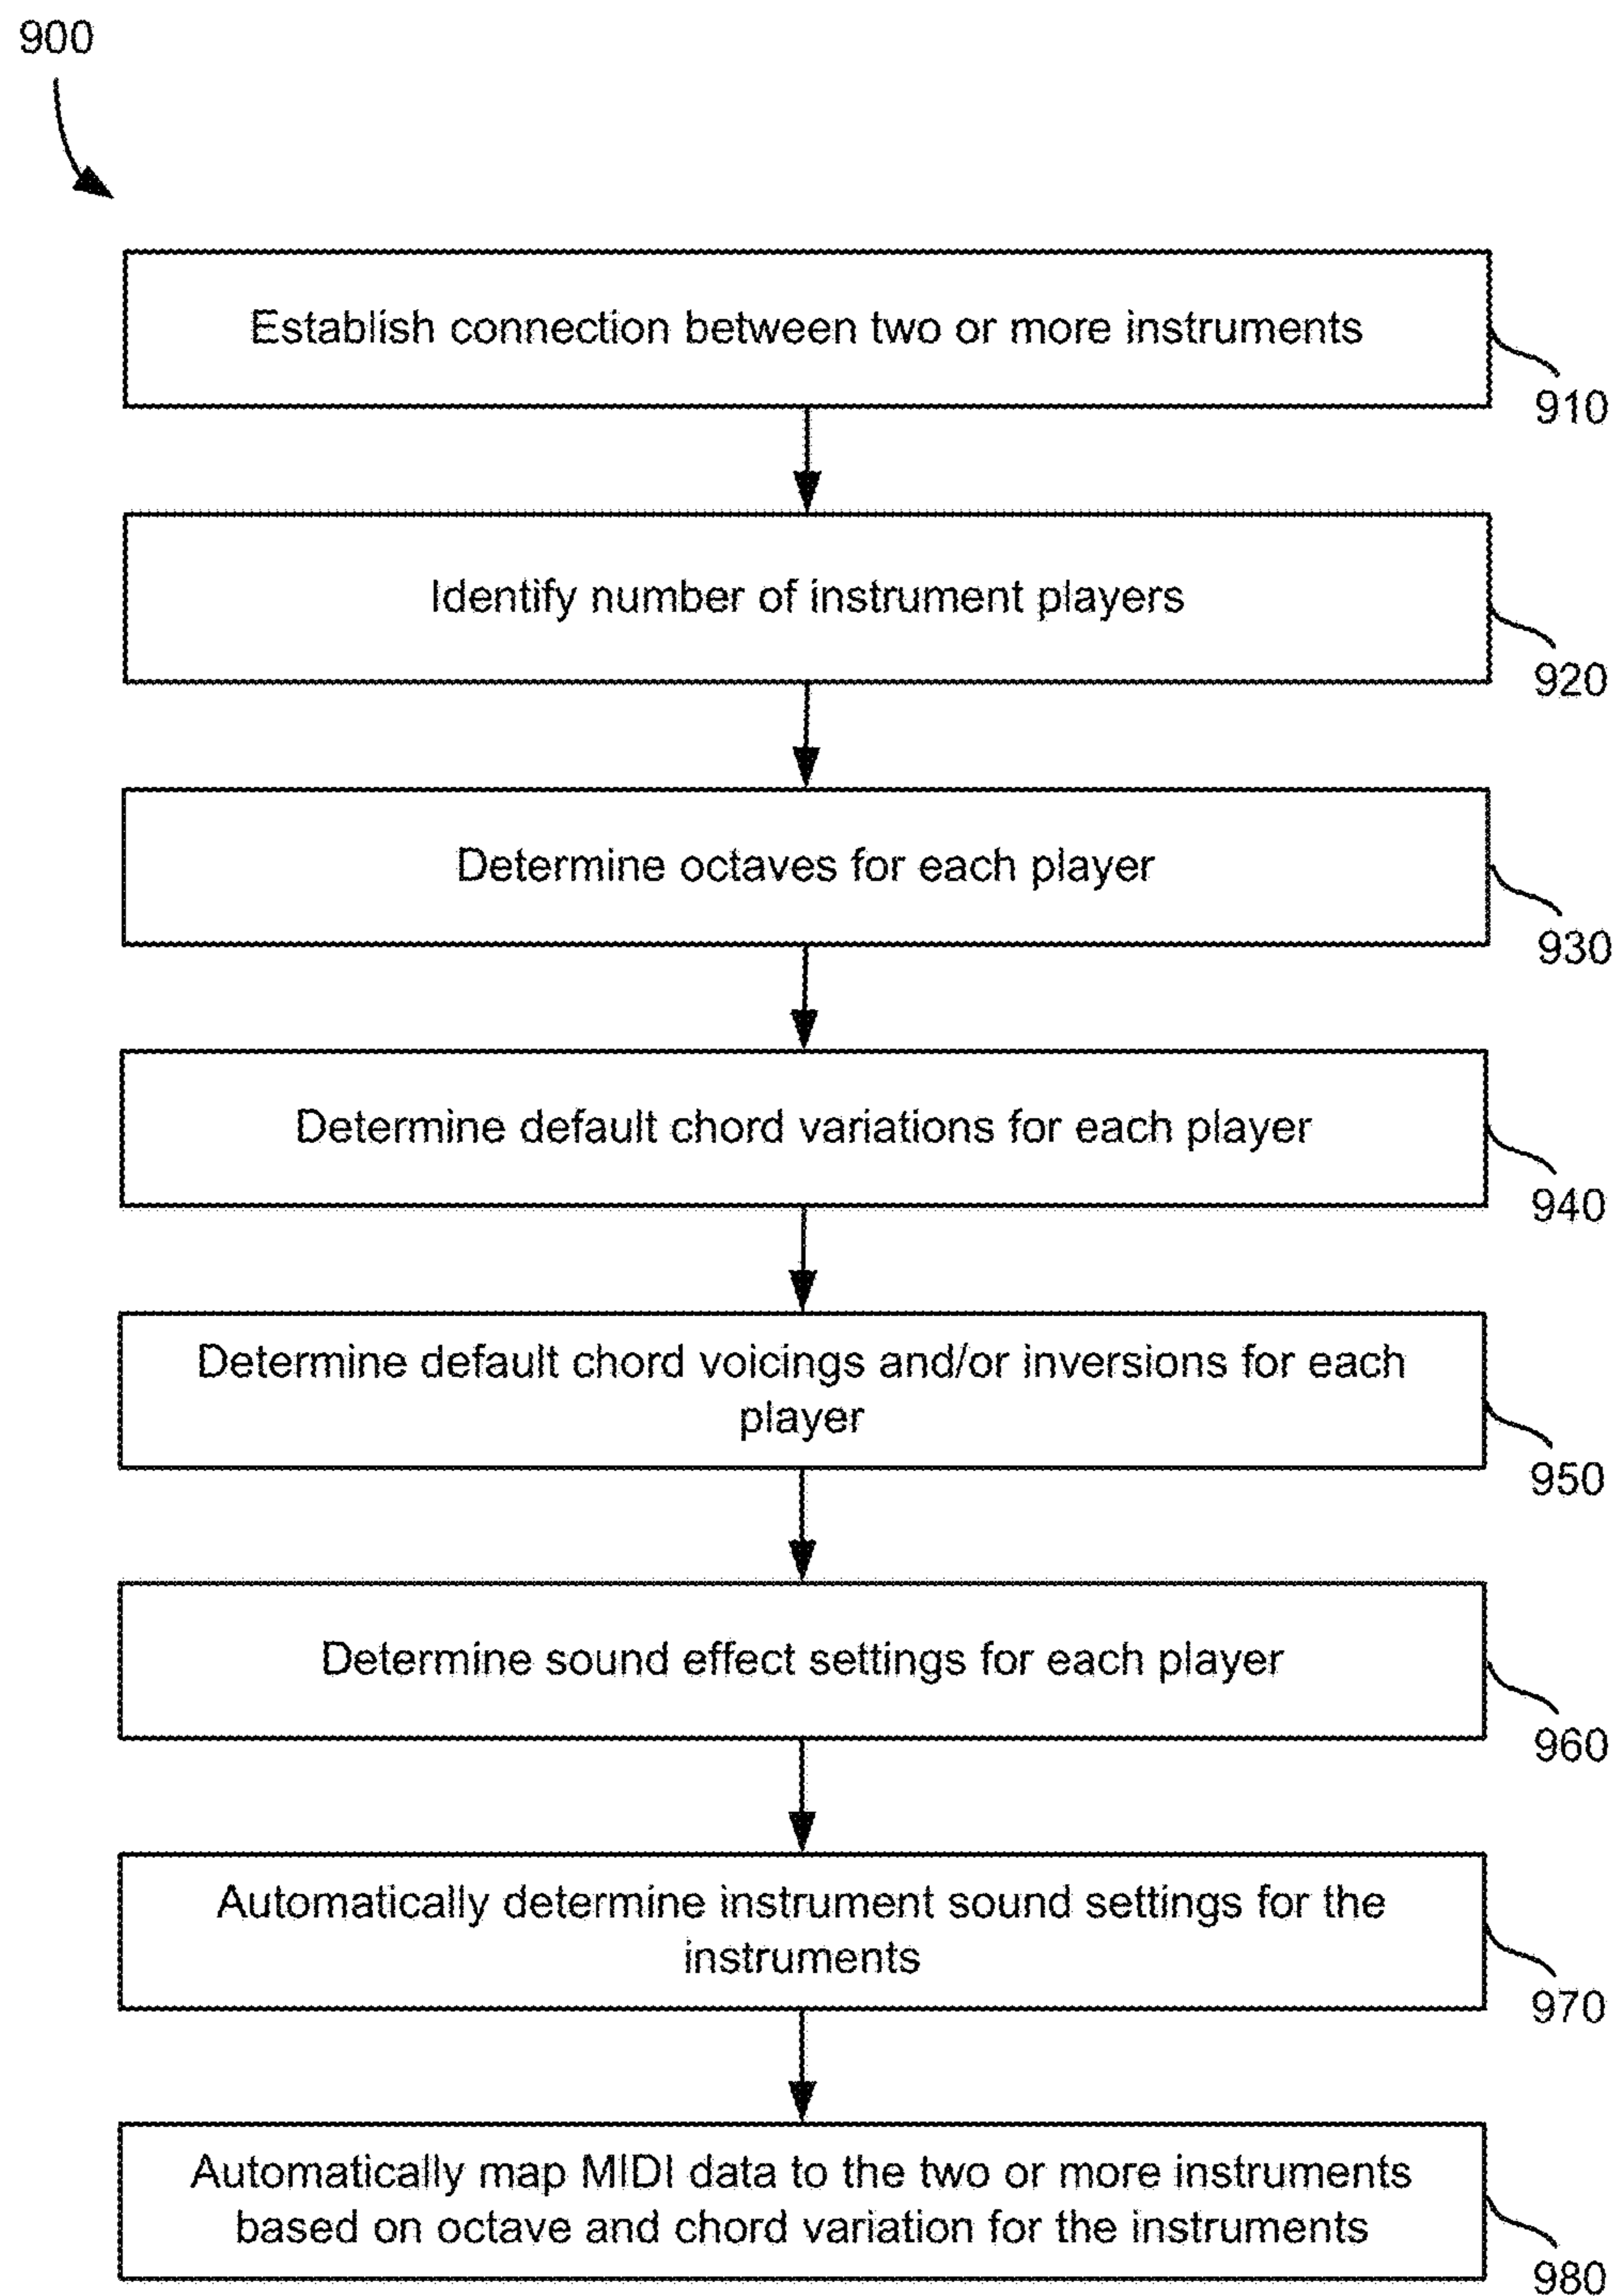 900
Establish connection between two or more instruments
910
Identify number of instrument players
920
Determine octaves for each player
930
Determine default chord variations for each player
940
Determine default chord voicings and/or inversions for each
player
950
Determine sound effect settings for each player
960
Automatically determine instrument sound settings for the
instruments
970
Automatically map MIDI data to the two or more instruments
based on octave and chord variation for the instruments
980